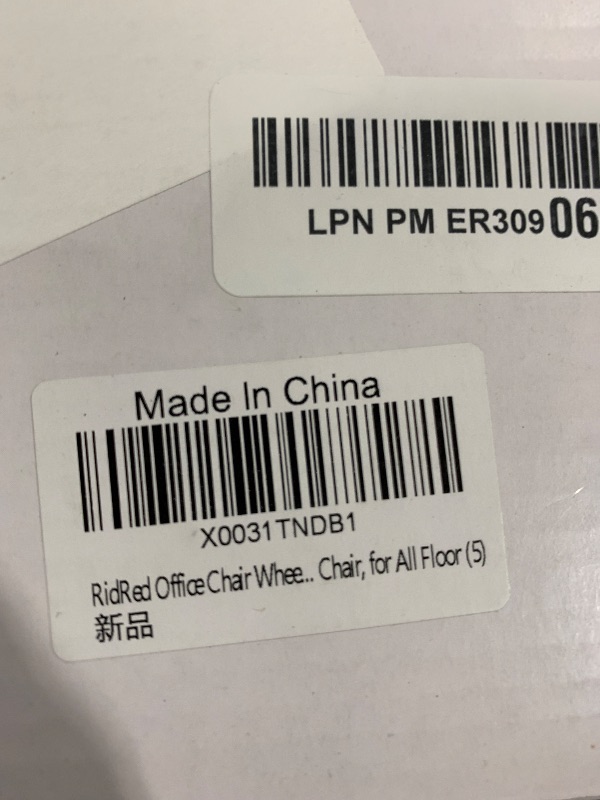 LPN PM ER309 06
Made In China
X0031TNDB1
RidRed Office Chair Whee... Chair, for All Floor (5)
新品